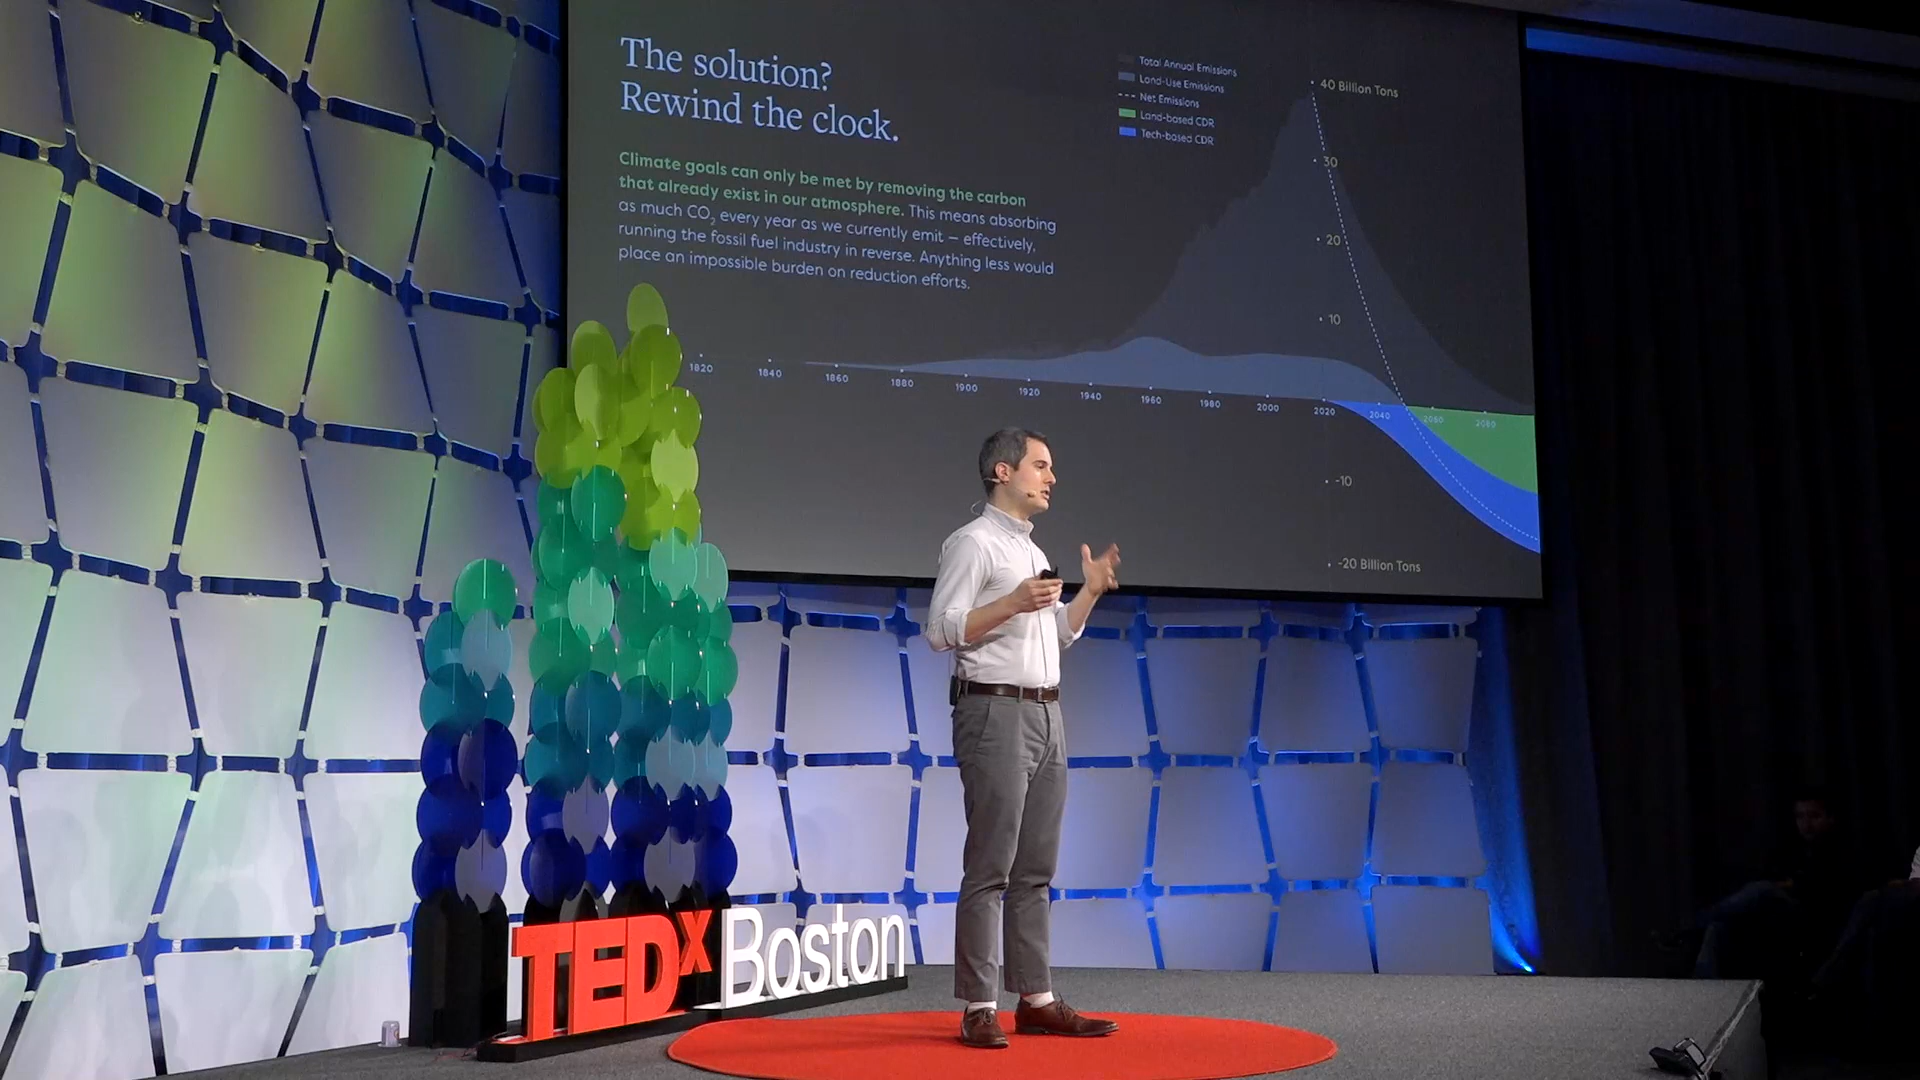 The solution?
Rewind the clock.
Climate goals can only be met by removing the carbon
that already exist in our atmosphere. This means absorbing
as much CO₂ every year as we currently emit — effectively,
running the fossil fuel industry in reverse. Anything less would
place an impossible burden on reduction efforts.
Total Annual Emissions
Land-Use Emissions
Net Emissions
Land-based CDR
Tech-based CDR
40 Billion Tons
30
20
10
1820
1840
1860
1880
1900
1920
1940
1960
1980
2000
2020
2040
2060
2080
-10
-20 Billion Tons
TEDx Boston